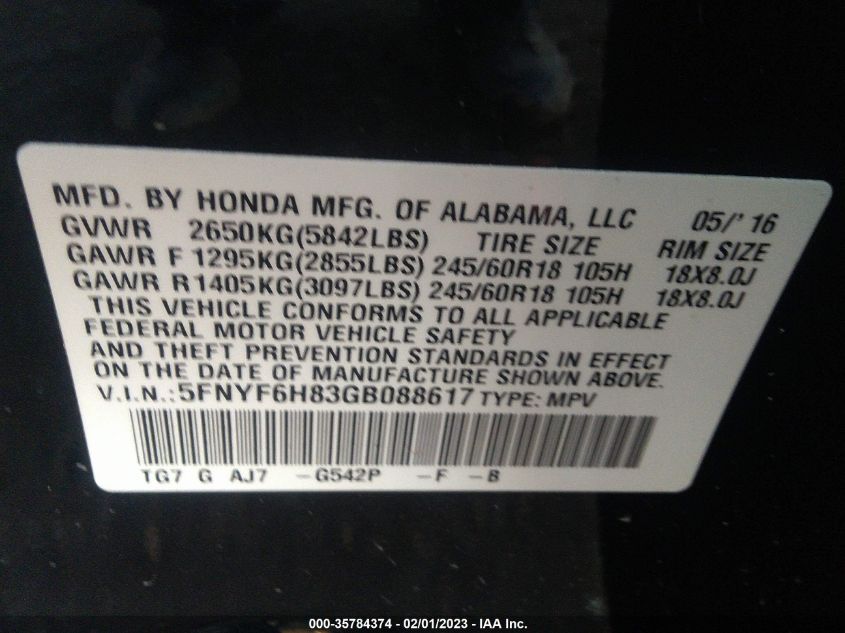 MFD. BY HONDA MFG. OF ALABAMA, LLC 05/' 16
GVWR 2650KG(5842LBS) TIRE SIZE RIM SIZE
GAWR F 1295KG(2855LBS) 245/60R18 105H 18X8.0J
GAWR R1405KG(3097LBS) 245/60R18 105H 18X8.0J
THIS VEHICLE CONFORMS TO ALL APPLICABLE
FEDERAL MOTOR VEHICLE SAFETY
AND THEFT PREVENTION STANDARDS IN EFFECT
ON THE DATE OF MANUFACTURE SHOWN ABOVE.
V.I.N.:5FNYF6H83GB088617 TYPE: MPV
TG7 G AJ7 -G542P -F -B
000-35784374 - 02/01/2023 - IAA Inc.